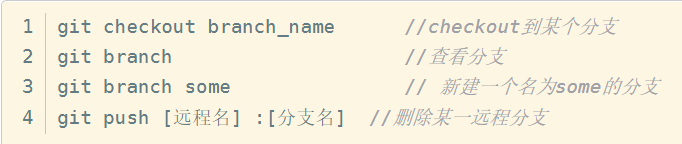 1 git checkout branch_name //checkout到某个分支
2 git branch //查看分支
3 git branch some // 新建一个名为some的分支
4 git push [远程名] :[分支名] //删除某一远程分支